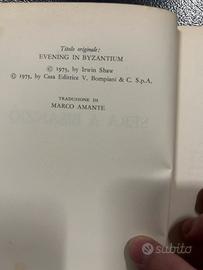 Titolo originale:
EVENING IN BYZANTIUM
© 1973, by Irwin Shaw
© 1975, by Casa Editrice V. Bompiani & C. S.p.A.
TRADUZIONE DI
MARCO AMANTE
subito